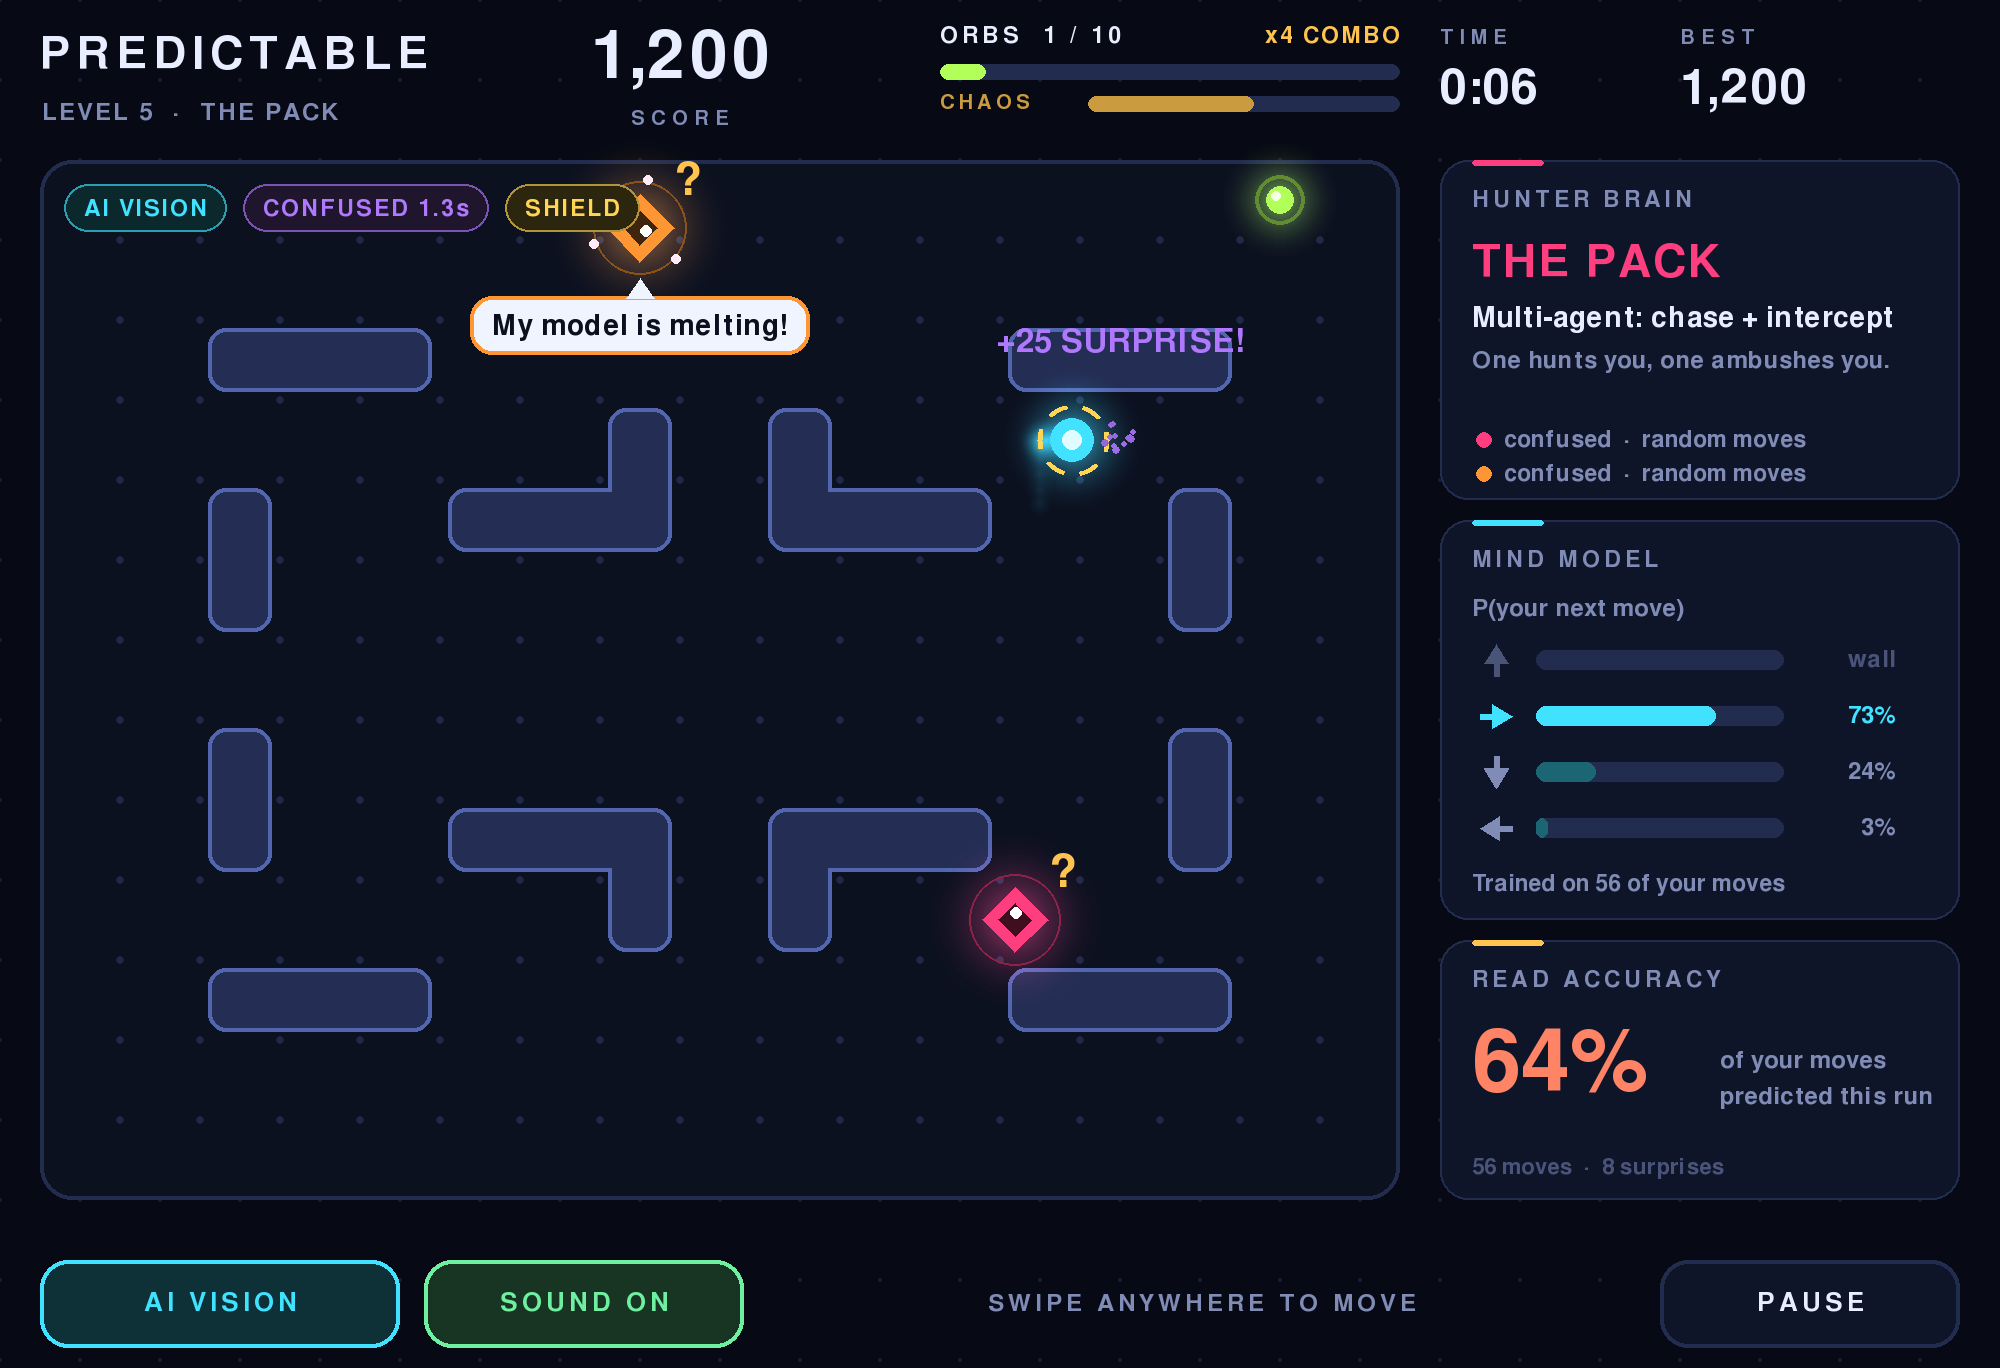 PREDICTABLE
LEVEL 5 · THE PACK
1,200
SCORE
ORBS 1 / 10
x4 COMBO
CHAOS
TIME
0:06
BEST
1,200
AI VISION
CONFUSED 1.3s
SHIELD
?
My model is melting!
+25 SURPRISE!
?
HUNTER BRAIN
THE PACK
Multi-agent: chase + intercept
One hunts you, one ambushes you.
confused · random moves
confused · random moves
MIND MODEL
P(your next move)
wall
73%
24%
3%
Trained on 56 of your moves
READ ACCURACY
64%
of your moves
predicted this run
56 moves · 8 surprises
AI VISION
SOUND ON
SWIPE ANYWHERE TO MOVE
PAUSE